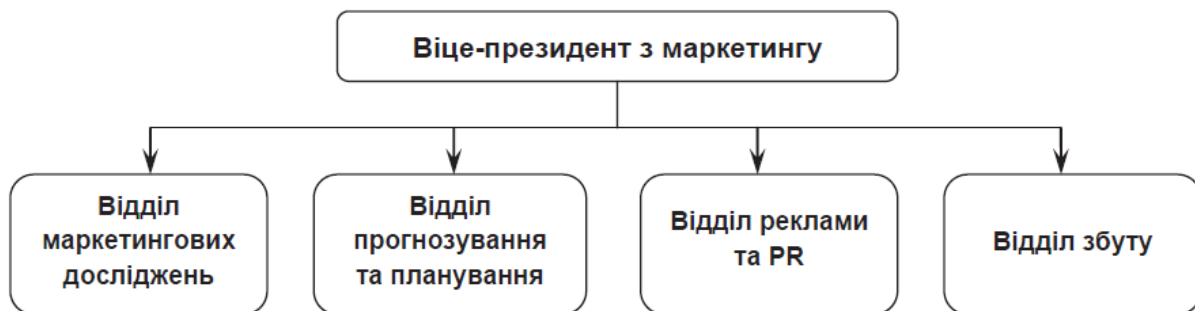 Віце-президент з маркетингу
Відділ
маркетингових
досліджень
Відділ
прогнозування
та планування
Відділ реклами
та PR
Відділ збуту